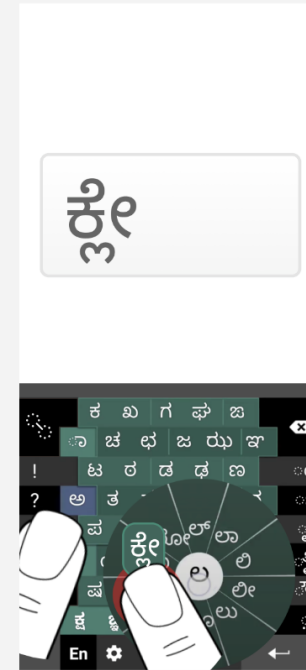 ಕ್ಲೇ
ಕ ಖ ಗ ಘ ಙ
ಾ ಚ ಛ ಜ ಝ ಞ
! ಟ ಠ ಡ ಢ ಣ
? ಅ ತ
ಪ ಕ್ಲೇ ಲ್ ಲಾ
ಲ ಲಿ
ಷ ಲೀ
ಲು
En